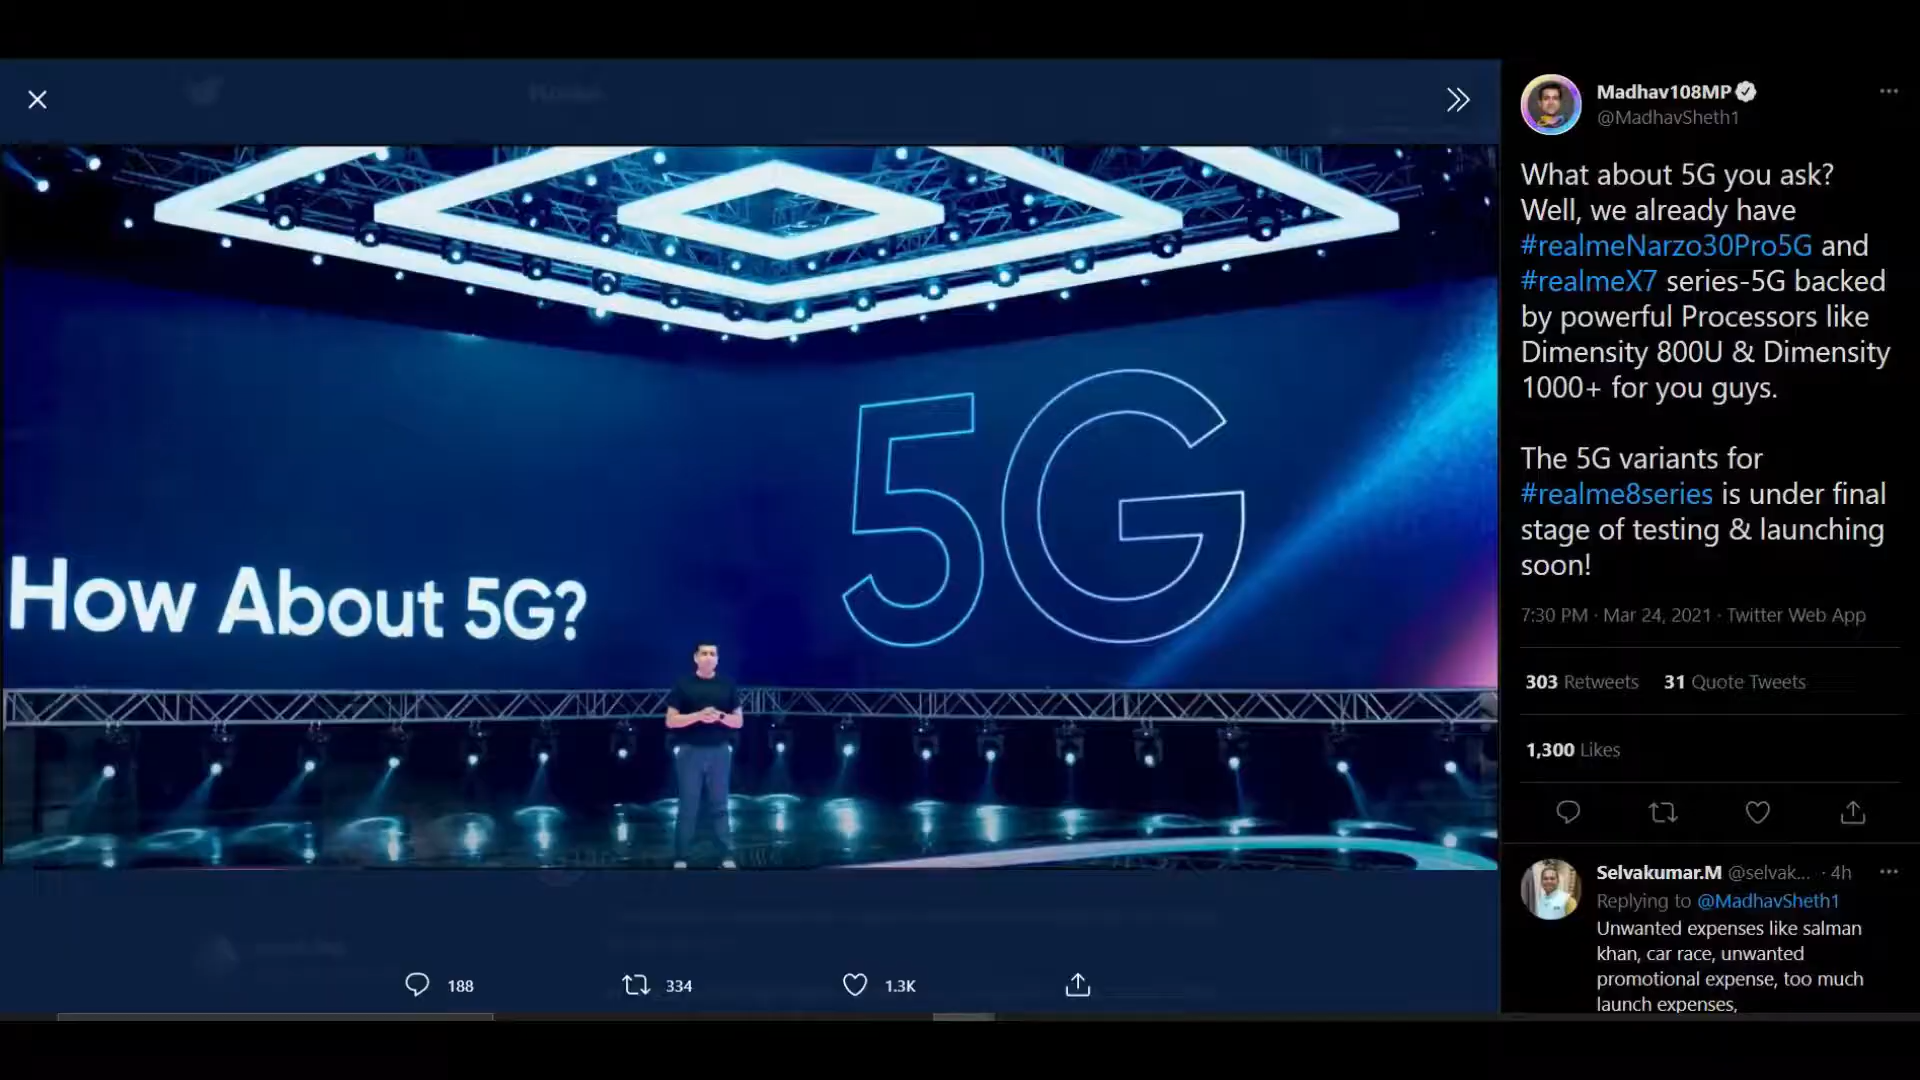 How About 5G?
5G
188
334
1.3K
Madhav108MP
@MadhavSheth1
What about 5G you ask?
Well, we already have
#realmeNarzo30Pro5G and
#realmeX7 series-5G backed
by powerful Processors like
Dimensity 800U & Dimensity
1000+ for you guys.
The 5G variants for
#realme8series is under final
stage of testing & launching
soon!
7:30 PM · Mar 24, 2021 · Twitter Web App
303 Retweets 31 Quote Tweets
1,300 Likes
Selvakumar.M @selvak... · 4h
Replying to @MadhavSheth1
Unwanted expenses like salman
khan, car race, unwanted
promotional expense, too much
launch expenses,